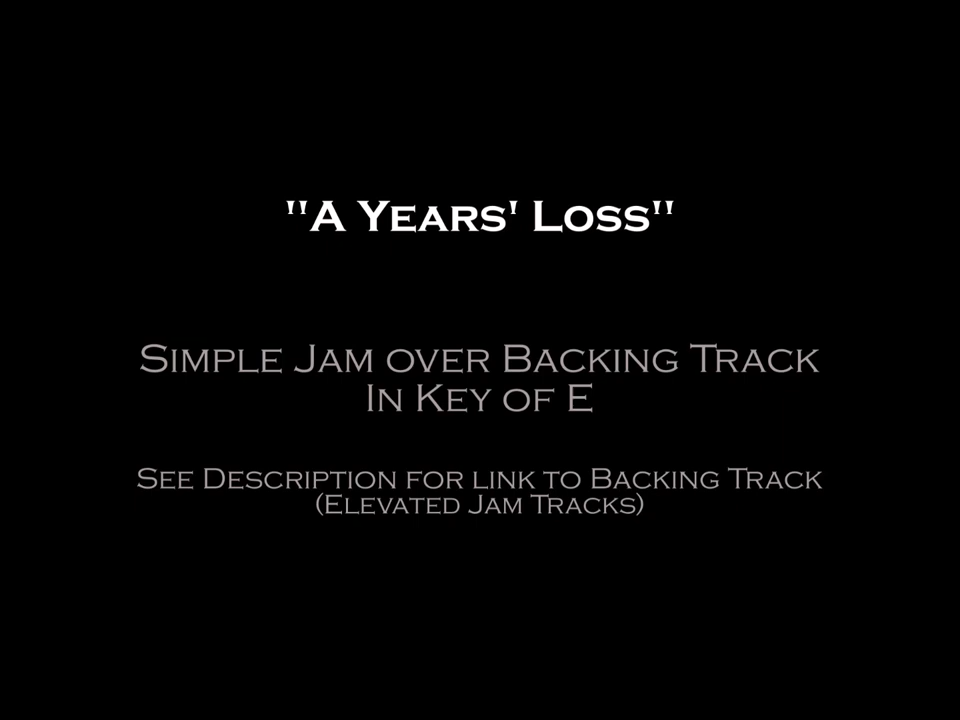 "A Years' Loss"
Simple Jam over Backing Track
In Key of E
See Description for link to Backing Track
(Elevated Jam Tracks)